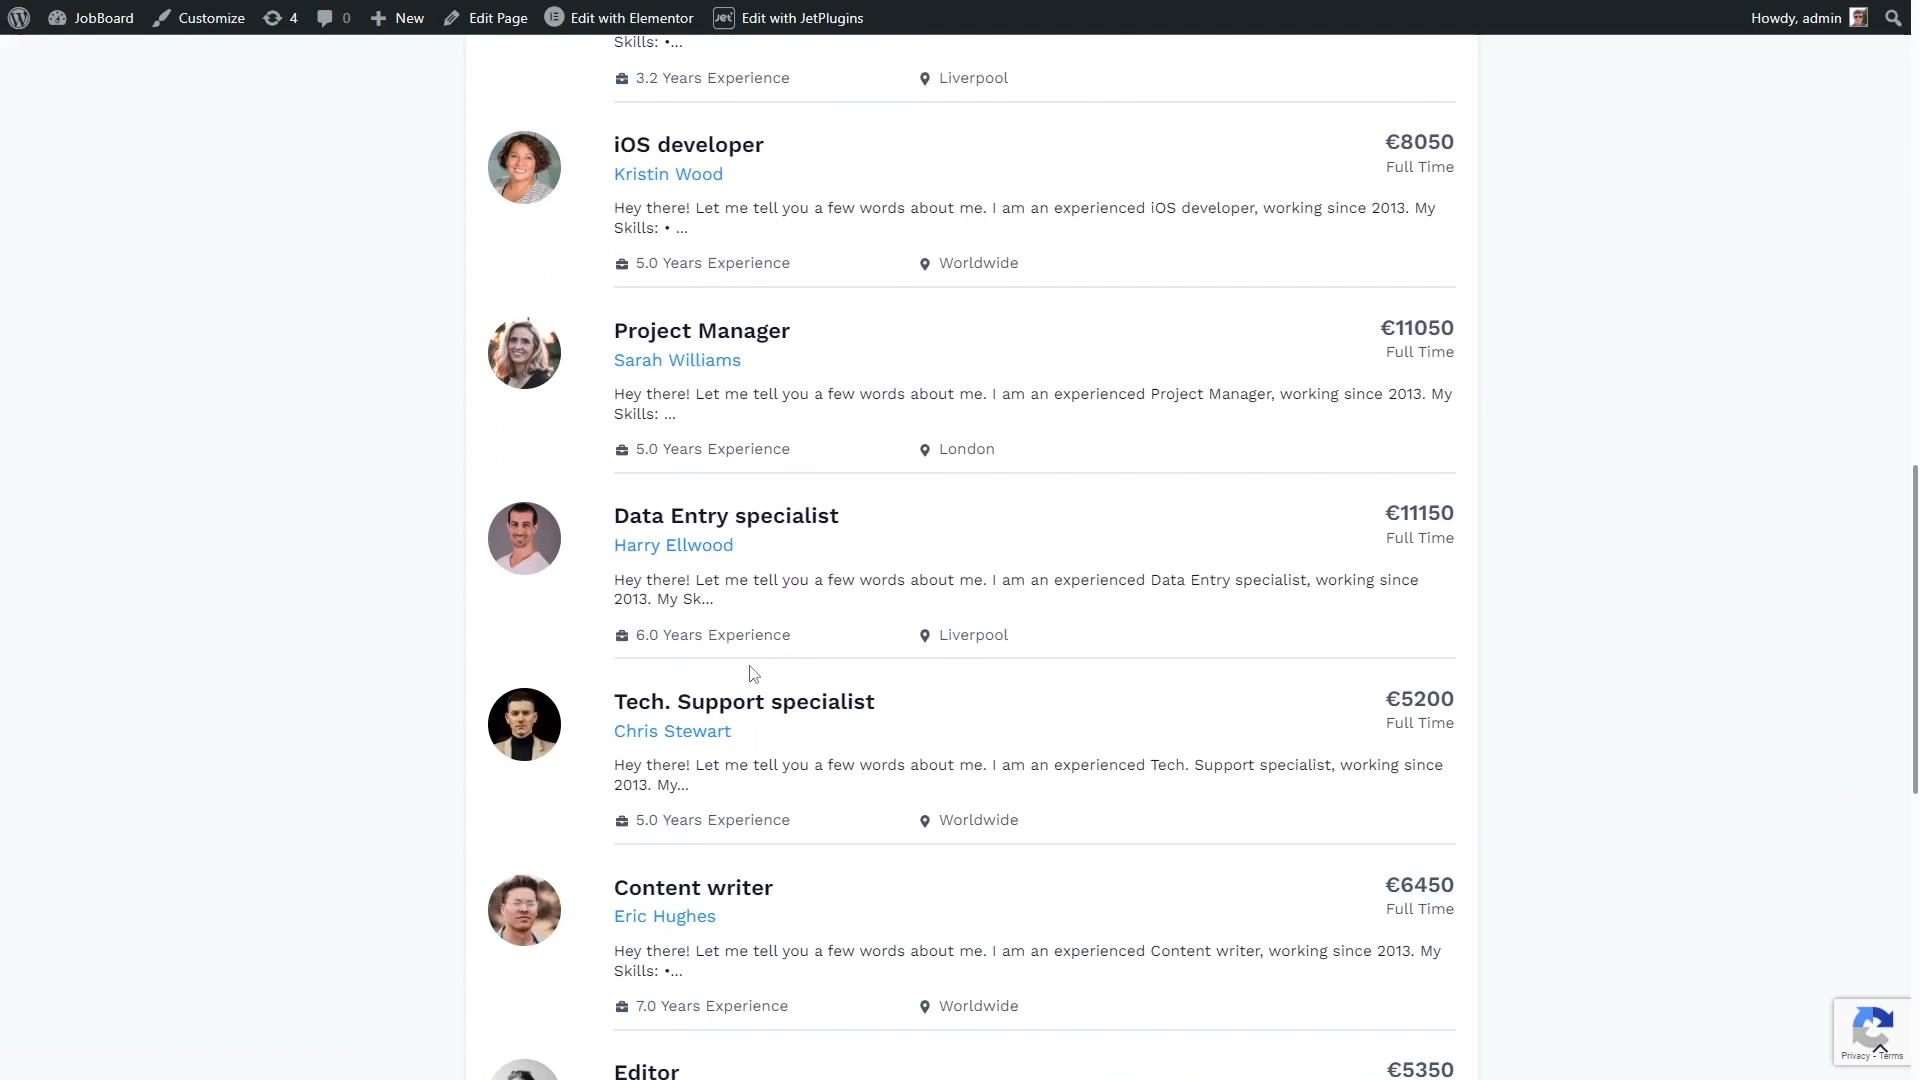 JobBoard Customize 4 0 New Edit Page Edit with Elementor Jet Edit with JetPlugins Howdy, admin
Skills: •...
3.2 Years Experience Liverpool
iOS developer €8050
Kristin Wood Full Time
Hey there! Let me tell you a few words about me. I am an experienced iOS developer, working since 2013. My
Skills: • ...
5.0 Years Experience Worldwide
Project Manager €11050
Sarah Williams Full Time
Hey there! Let me tell you a few words about me. I am an experienced Project Manager, working since 2013. My
Skills: ...
5.0 Years Experience London
Data Entry specialist €11150
Harry Ellwood Full Time
Hey there! Let me tell you a few words about me. I am an experienced Data Entry specialist, working since
2013. My Sk...
6.0 Years Experience Liverpool
Tech. Support specialist €5200
Chris Stewart Full Time
Hey there! Let me tell you a few words about me. I am an experienced Tech. Support specialist, working since
2013. My...
5.0 Years Experience Worldwide
Content writer €6450
Eric Hughes Full Time
Hey there! Let me tell you a few words about me. I am an experienced Content writer, working since 2013. My
Skills: •...
7.0 Years Experience Worldwide
Editor €5350
Privacy - Terms